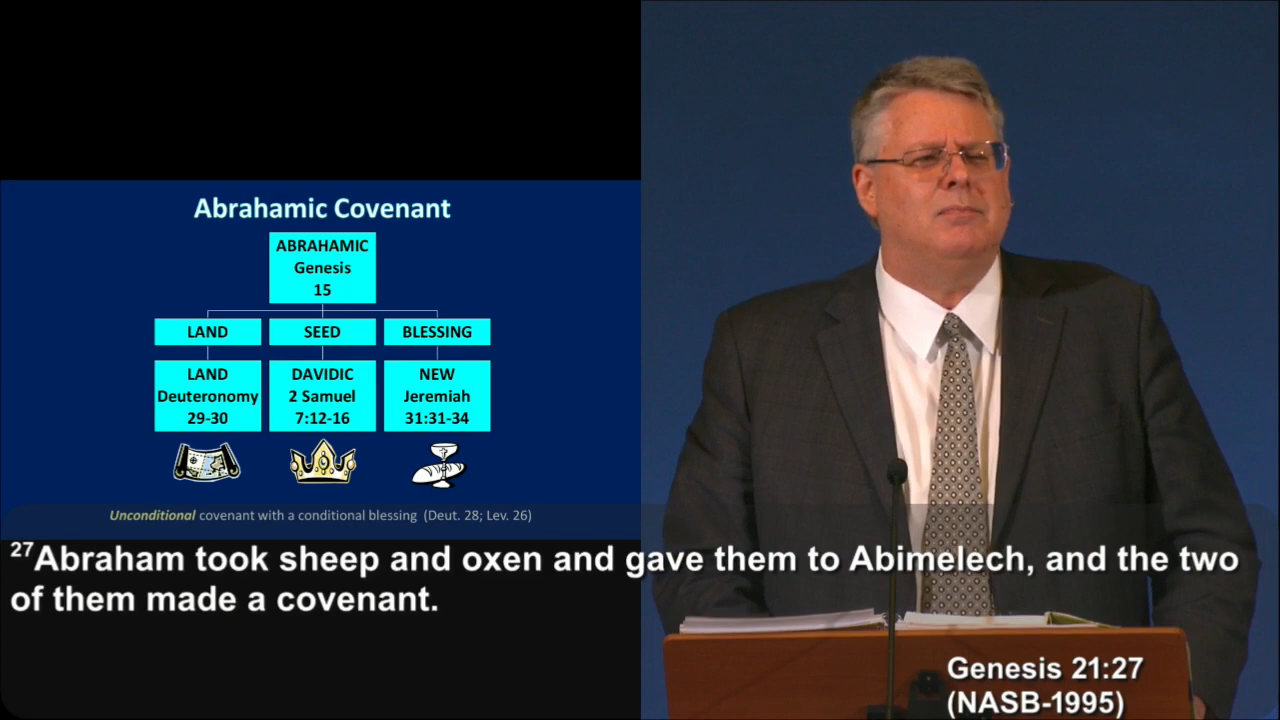 Abrahamic Covenant
ABRAHAMIC
Genesis
15
LAND
SEED
BLESSING
LAND
Deuteronomy
29-30
DAVIDIC
2 Samuel
7:12-16
NEW
Jeremiah
31:31-34
Unconditional covenant with a conditional blessing (Deut. 28; Lev. 26)
27Abraham took sheep and oxen and gave them to Abimelech, and the two
of them made a covenant.
Genesis 21:27
(NASB-1995)